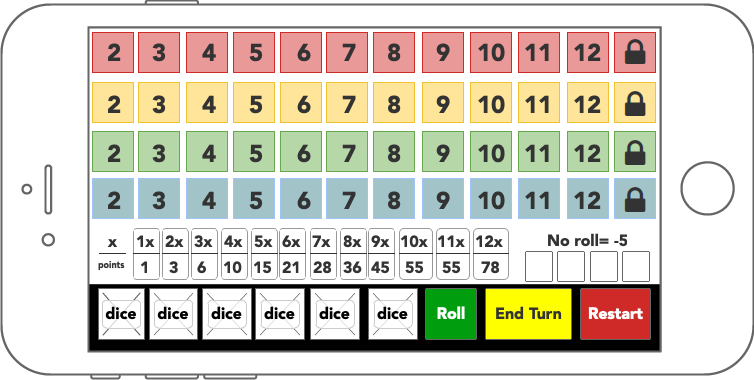 2 3 4 5 6 7 8 9 10 11 12
2 3 4 5 6 7 8 9 10 11 12
2 3 4 5 6 7 8 9 10 11 12
2 3 4 5 6 7 8 9 10 11 12
x 1x 2x 3x 4x 5x 6x 7x 8x 9x 10x 11x 12x No roll= -5
points 1 3 6 10 15 21 28 36 45 55 55 78
dice dice dice dice dice dice Roll End Turn Restart